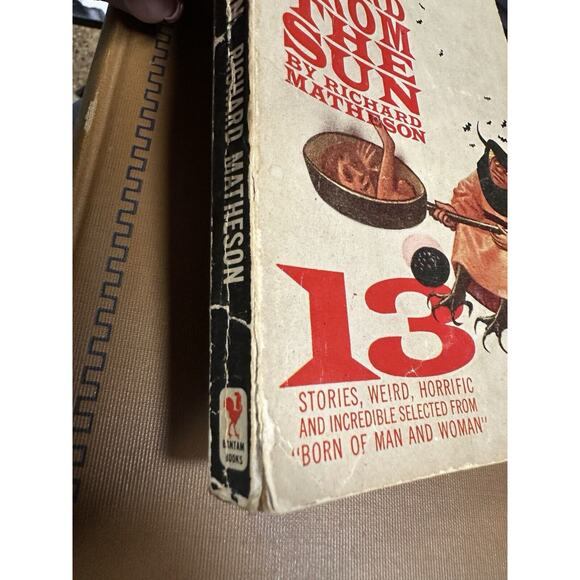 FROM
THE
SUN
BY RICHARD
MATHESON
13
STORIES, WEIRD, HORRIFIC
AND INCREDIBLE SELECTED FROM
"BORN OF MAN AND WOMAN"
RICHARD MATHESON
BANTAM
BOOKS